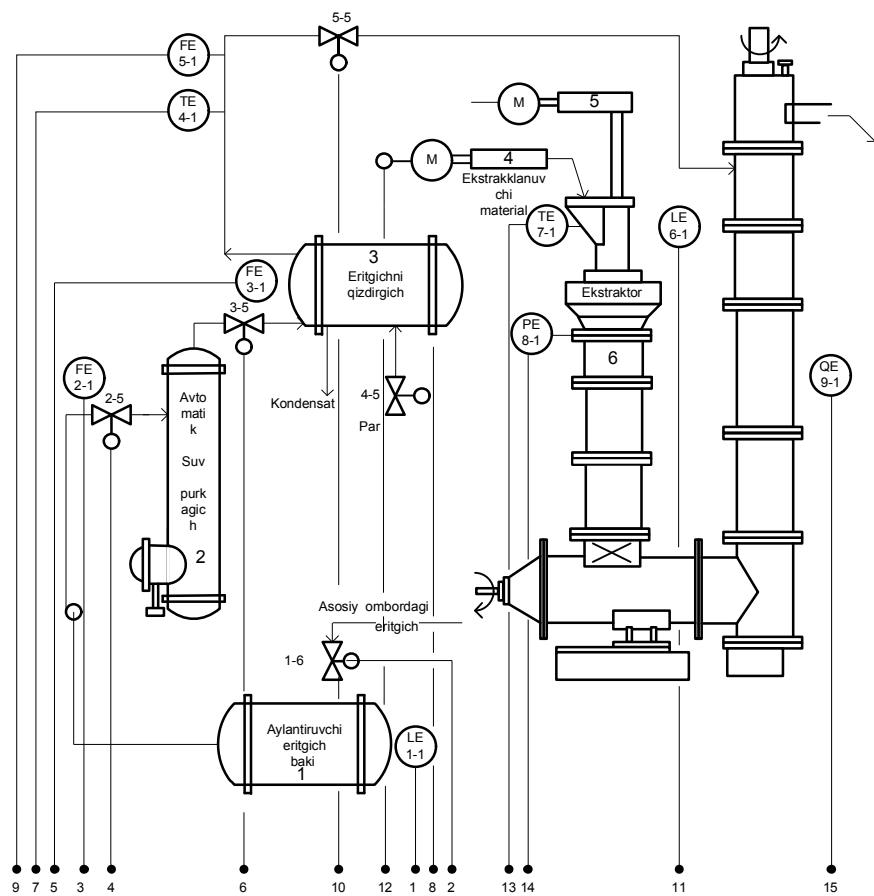 5-5
FE
5-1
TE
4-1
M
5
M
4
Ekstrakklanuv
chi
material
TE
7-1
LE
6-1
3
Eritgichni
qizdirgich
FE
3-1
3-5
Ekstraktor
PE
8-1
6
FE
2-1
2-5
QE
9-1
Kondensat
4-5
Par
Avto
mati
k
Suv
purk
agic
h
2
Asosiy ombordagi
eritgich
1-6
Aylantiruvchi
eritgich
baki
1
LE
1-1
9 7 5 3 4 6 10 12 1 8 2 13 14 11 15